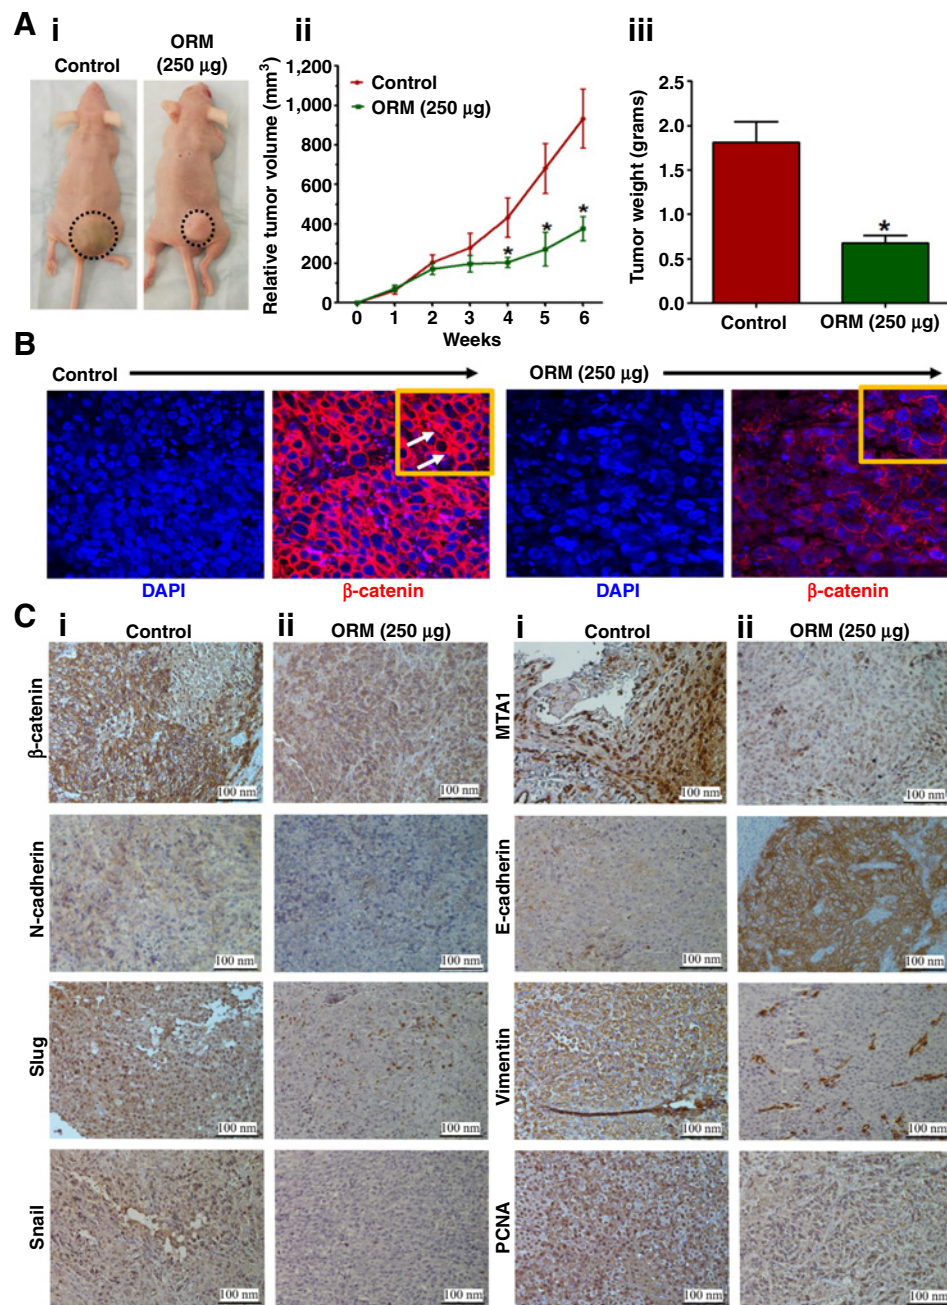 A
i
Control
ORM
(250 µg)
ii
Relative tumor volume (mm³)
1,200
1,000
800
600
400
200
0
Control
ORM (250 µg)
*
*
*
0 1 2 3 4 5 6
Weeks
iii
Tumor weight (grams)
2.5
2.0
1.5
1.0
0.5
0.0
*
Control
ORM (250 µg)
B
Control
ORM (250 µg)
DAPI
β-catenin
DAPI
β-catenin
C
i
Control
ii
ORM (250 µg)
i
Control
ii
ORM (250 µg)
β-catenin
100 nm
100 nm
MTA1
100 nm
100 nm
N-cadherin
100 nm
100 nm
E-cadherin
100 nm
100 nm
Slug
100 nm
100 nm
Vimentin
100 nm
100 nm
Snail
100 nm
100 nm
PCNA
100 nm
100 nm